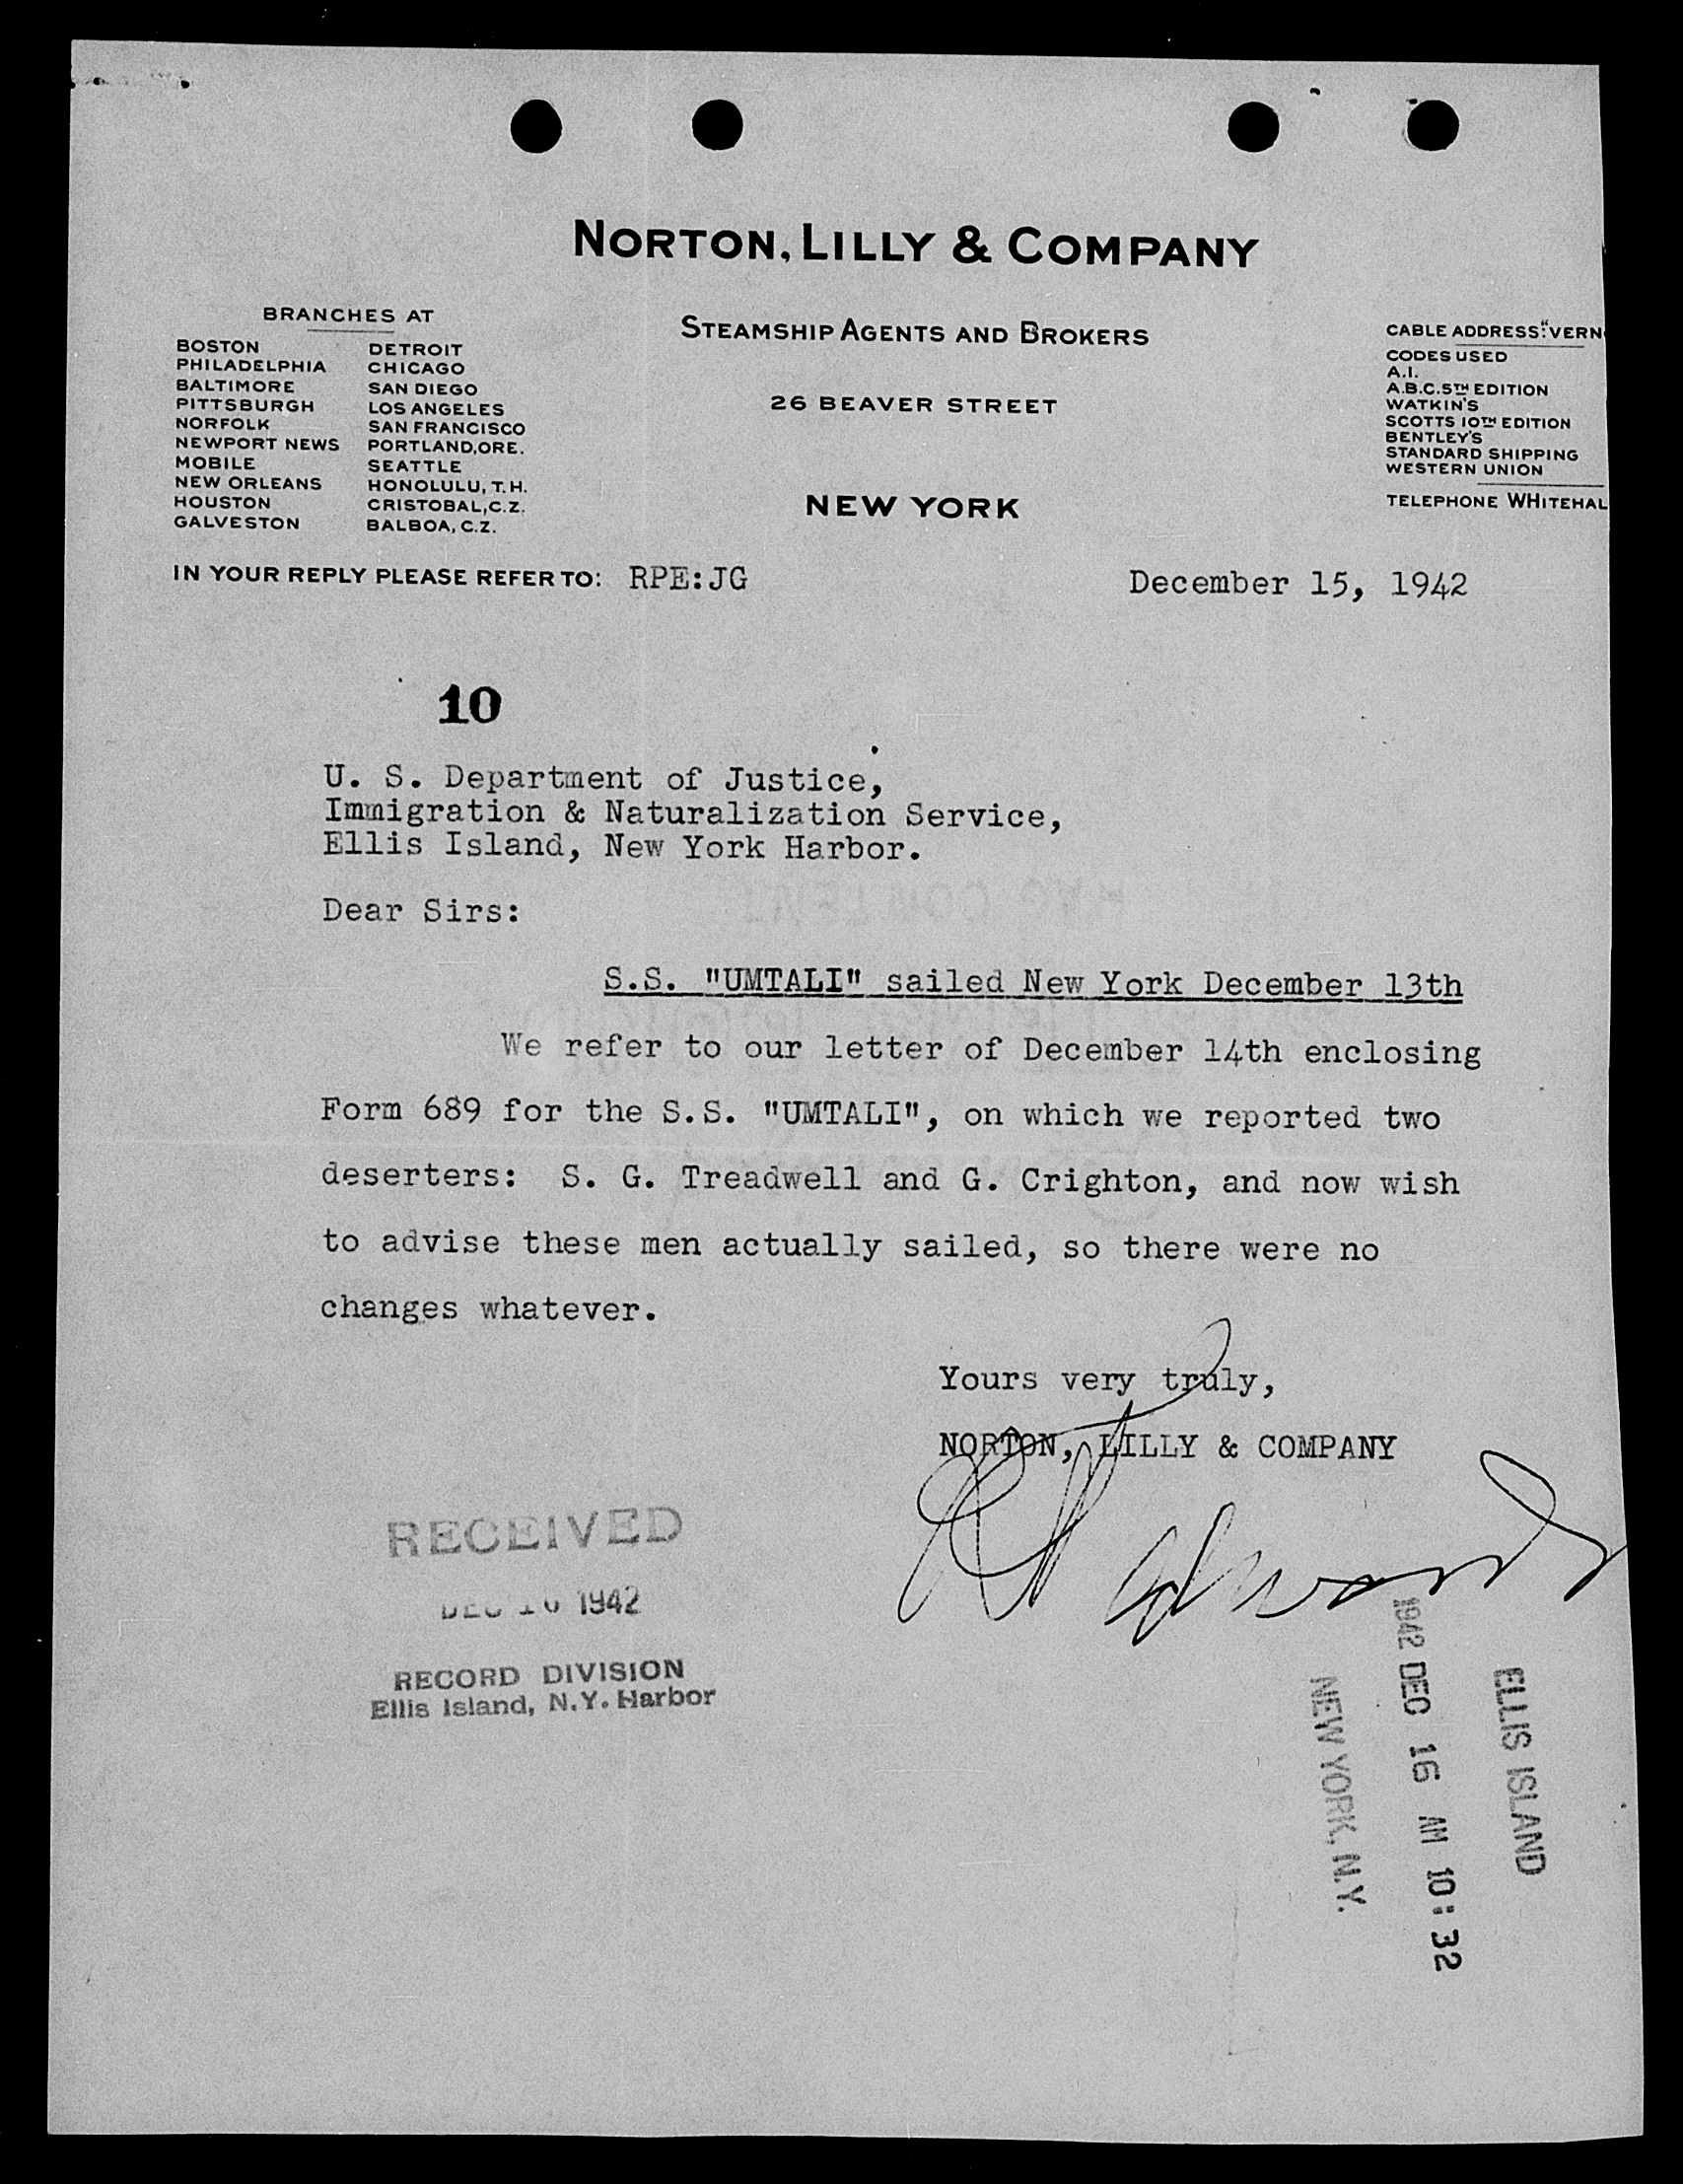 NORTON, LILLY & COMPANY
STEAMSHIP AGENTS AND BROKERS
26 BEAVER STREET
NEW YORK
BRANCHES AT
BOSTON DETROIT
PHILADELPHIA CHICAGO
BALTIMORE SAN DIEGO
PITTSBURGH LOS ANGELES
NORFOLK SAN FRANCISCO
NEWPORT NEWS PORTLAND, ORE.
MOBILE SEATTLE
NEW ORLEANS HONOLULU, T.H.
HOUSTON CRISTOBAL, C.Z.
GALVESTON BALBOA, C.Z.
CABLE ADDRESS: "VERN
CODES USED
A.I.
A.B.C. 5TH EDITION
WATKIN'S
SCOTTS 10TH EDITION
BENTLEY'S
STANDARD SHIPPING
WESTERN UNION
TELEPHONE WHITEHAL
IN YOUR REPLY PLEASE REFER TO: RPE:JG
December 15, 1942
10
U. S. Department of Justice,
Immigration & Naturalization Service,
Ellis Island, New York Harbor.
Dear Sirs:
S.S. "UMTALI" sailed New York December 13th
We refer to our letter of December 14th enclosing
Form 689 for the S.S. "UMTALI", on which we reported two
deserters: S. G. Treadwell and G. Crighton, and now wish
to advise these men actually sailed, so there were no
changes whatever.
Yours very truly,
NORTON, LILLY & COMPANY
RECEIVED
DEC 16 1942
RECORD DIVISION
Ellis Island, N.Y. Harbor
ELLIS ISLAND
1942 DEC 16 AM 10:32
NEW YORK, N.Y.